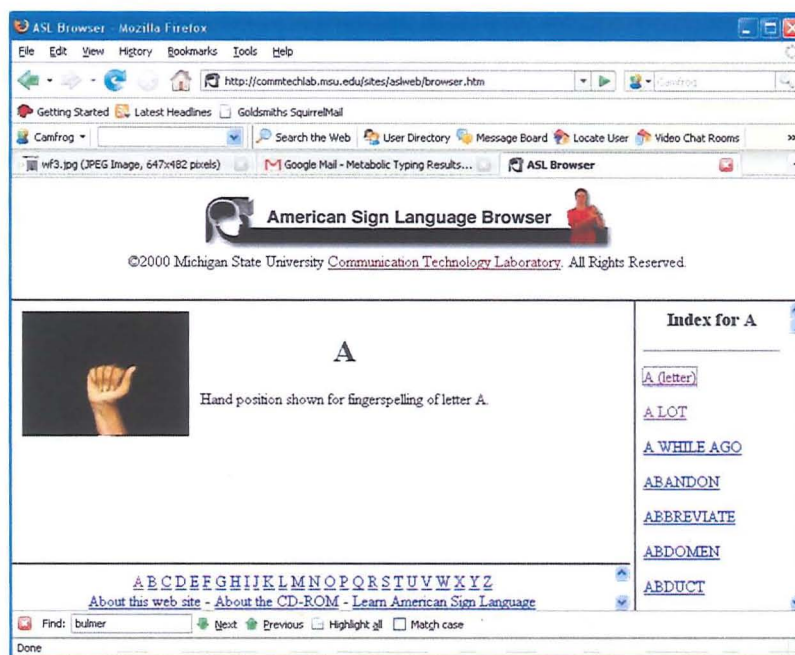 ASL Browser - Mozilla Firefox
File Edit View History Bookmarks Tools Help
http://commtechlab.msu.edu/sites/aslweb/browser.htm Camfrog
Getting Started Latest Headlines Goldsmiths SquirrelMail
Camfrog Search the Web User Directory Message Board Locate User Video Chat Rooms »
wf3.jpg (JPEG Image, 647x482 pixels) Google Mail - Metabolic Typing Results... ASL Browser
American Sign Language Browser
©2000 Michigan State University Communication Technology Laboratory. All Rights Reserved.
A
Hand position shown for fingerspelling of letter A.
Index for A
A (letter)
A LOT
A WHILE AGO
ABANDON
ABBREVIATE
ABDOMEN
ABDUCT
A B C D E F G H I J K L M N O P Q R S T U V W X Y Z
About this web site - About the CD-ROM - Learn American Sign Language
Find: bulmer Next Previous Highlight all Match case
Done